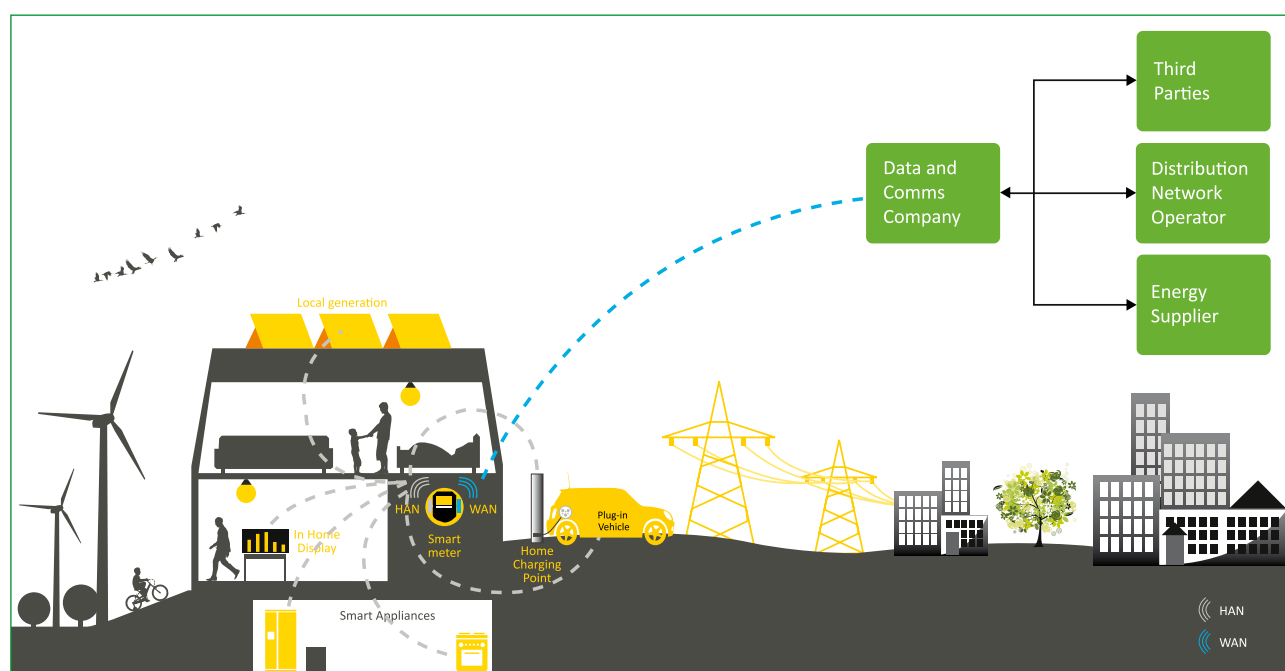 Third
Parties
Data and
Comms
Company
Distribution
Network
Operator
Energy
Supplier
Local generation
HAN
WAN
Smart
meter
In Home
Display
Plug-in
Vehicle
Home
Charging
Point
Smart Appliances
HAN
WAN